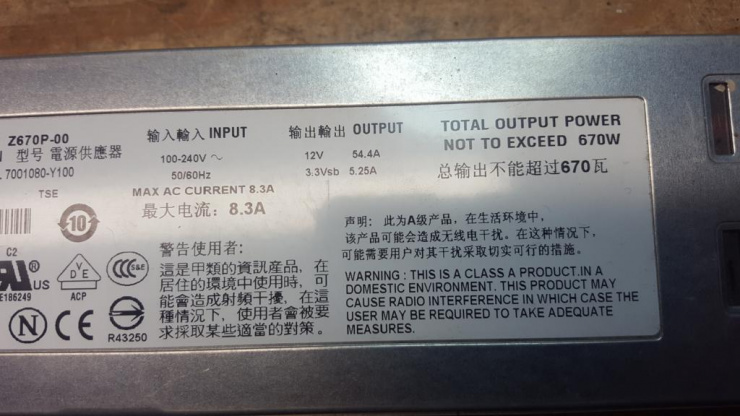 Z670P-00
型号 電源供應器
7001080-Y100
TSE
10
C2
US
E186249
VDE
ACP
CCC S&E
N
R43250
输入輸入 INPUT
100-240V ~
50/60Hz
MAX AC CURRENT 8.3A
最大电流: 8.3A
输出輸出 OUTPUT
12V 54.4A
3.3Vsb 5.25A
TOTAL OUTPUT POWER
NOT TO EXCEED 670W
总输出不能超过670瓦
警告使用者:
這是甲類的資訊産品,在
居住的環境中使用時,可
能會造成射頻干擾,在這
種情況下,使用者會被要
求採取某些適當的對策。
声明: 此为A级产品,在生活环境中,
该产品可能会造成无线电干扰。在这种情况下,
可能需要用户对其干扰采取切实可行的措施。
WARNING : THIS IS A CLASS A PRODUCT.IN A
DOMESTIC ENVIRONMENT. THIS PRODUCT MAY
CAUSE RADIO INTERFERENCE IN WHICH CASE THE
USER MAY BE REQUIRED TO TAKE ADEQUATE
MEASURES.